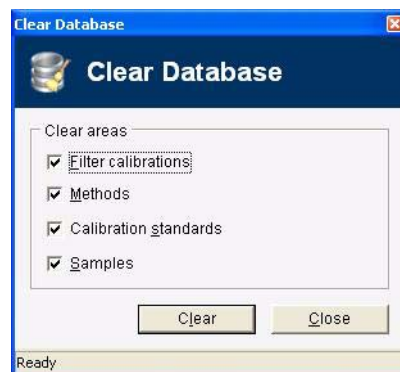 Clear Database
Clear Database
Clear areas
Filter calibrations
Methods
Calibration standards
Samples
Clear
Close
Ready